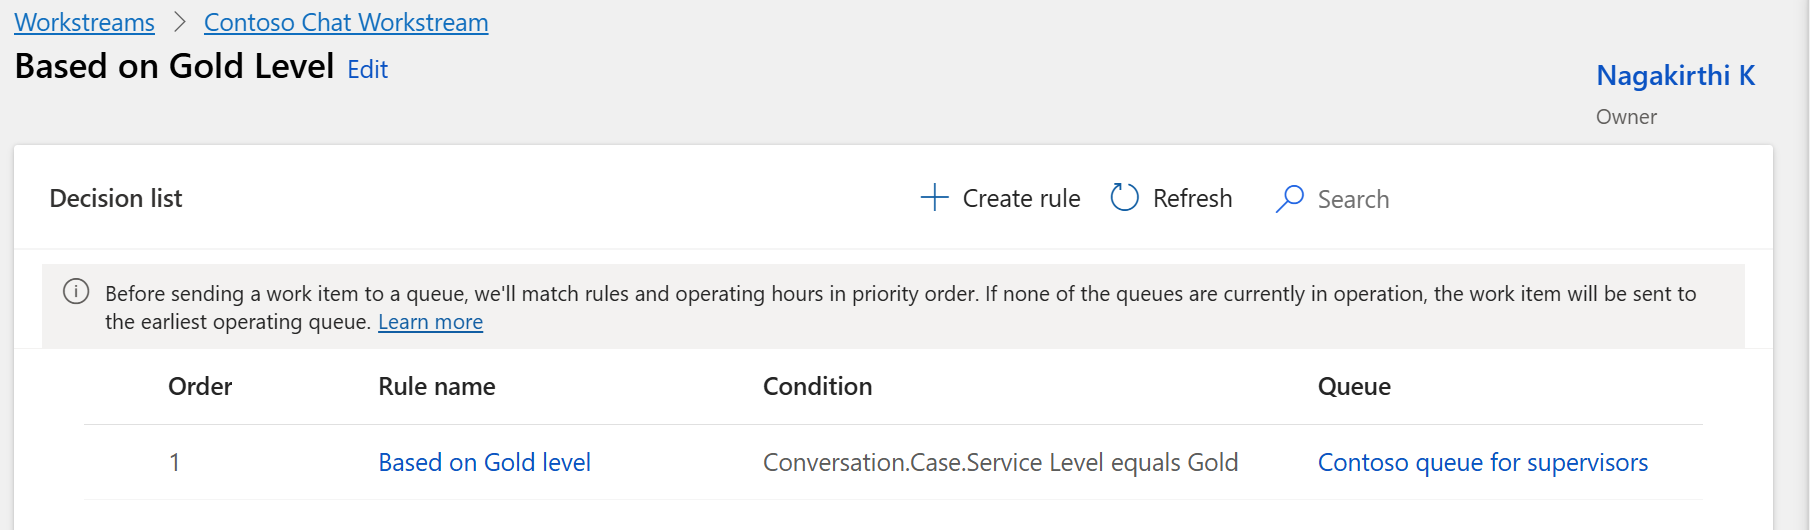 Workstreams > Contoso Chat Workstream
Based on Gold Level Edit
Nagakirthi K
Owner
Decision list
Create rule Refresh Search
Before sending a work item to a queue, we'll match rules and operating hours in priority order. If none of the queues are currently in operation, the work item will be sent to
the earliest operating queue. Learn more
Order Rule name Condition Queue
1 Based on Gold level Conversation.Case.Service Level equals Gold Contoso queue for supervisors